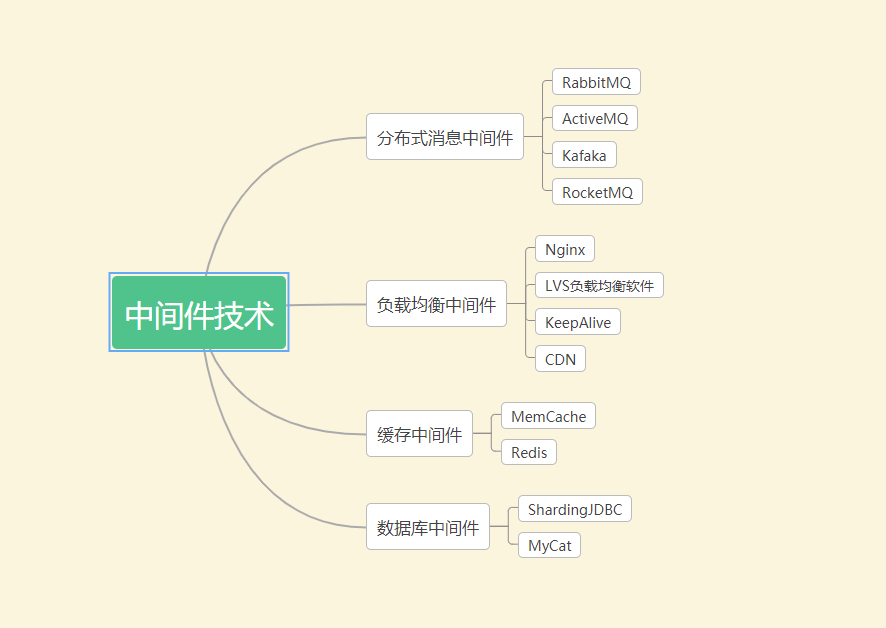 中间件技术
分布式消息中间件
RabbitMQ
ActiveMQ
Kafaka
RocketMQ
负载均衡中间件
Nginx
LVS负载均衡软件
KeepAlive
CDN
缓存中间件
MemCache
Redis
数据库中间件
ShardingJDBC
MyCat